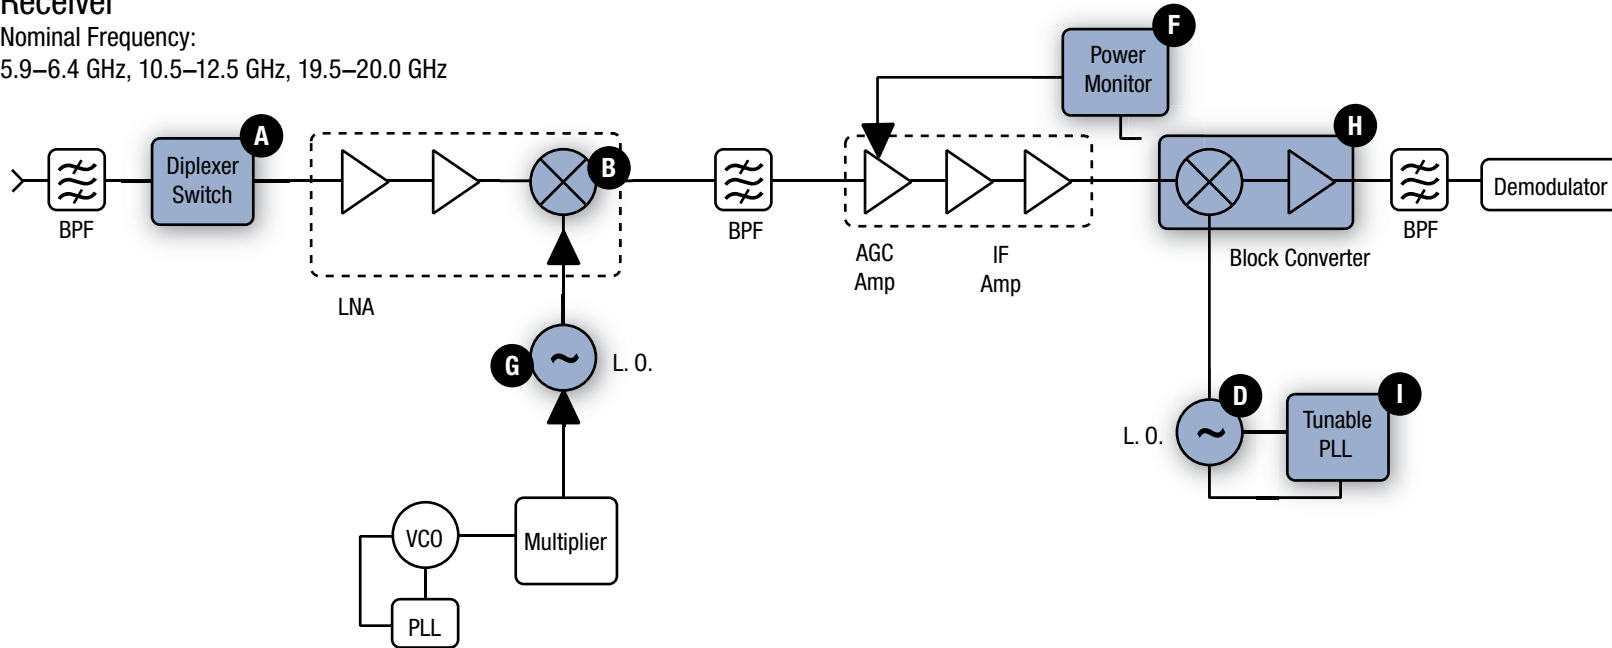 Receiver
Nominal Frequency:
5.9–6.4 GHz, 10.5–12.5 GHz, 19.5–20.0 GHz
F
Power
Monitor
A
H
Diplexer
Switch
B
BPF
BPF
BPF
Demodulator
AGC
Amp
IF
Amp
Block Converter
LNA
G
L. O.
D
I
L. O.
Tunable
PLL
VCO
Multiplier
PLL